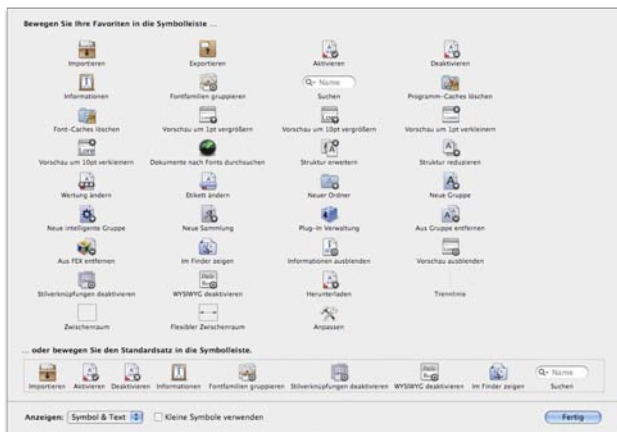 Bewegen Sie Ihre Favoriten in die Symbolleiste ...
Importieren Exportieren Aktivieren Deaktivieren
Informationen Fontfamilien gruppieren Name Suchen Programm-Caches löschen
Font-Caches löschen Vorschau um 1pt vergrößern Vorschau um 10pt vergrößern Vorschau um 1pt verkleinern
Vorschau um 10pt verkleinern Dokumente nach Fonts durchsuchen Struktur erweitern Struktur reduzieren
Wertung ändern Etikett ändern Neuer Ordner Neue Gruppe
Neue intelligente Gruppe Neue Sammlung Plug-In Verwaltung Aus Gruppe entfernen
Aus FEX entfernen Im Finder zeigen Informationen ausblenden Vorschau ausblenden
Stilverknüpfungen deaktivieren WYSIWYG deaktivieren Herunterladen Trennlinie
Zwischenraum Flexibler Zwischenraum Anpassen
... oder bewegen Sie den Standardsatz in die Symbolleiste.
Name
Importieren Aktivieren Deaktivieren Informationen Fontfamilien gruppieren Stilverknüpfungen deaktivieren WYSIWYG deaktivieren Im Finder zeigen Suchen
Anzeigen: Symbol & Text Kleine Symbole verwenden Fertig